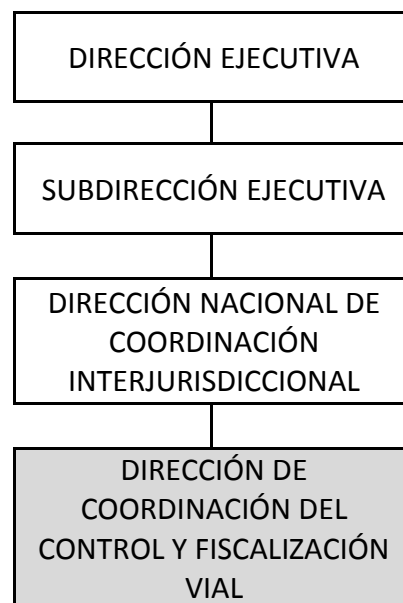 DIRECCIÓN EJECUTIVA
SUBDIRECCIÓN EJECUTIVA
DIRECCIÓN NACIONAL DE
COORDINACIÓN
INTERJURISDICCIONAL
DIRECCIÓN DE
COORDINACIÓN DEL
CONTROL Y FISCALIZACIÓN
VIAL